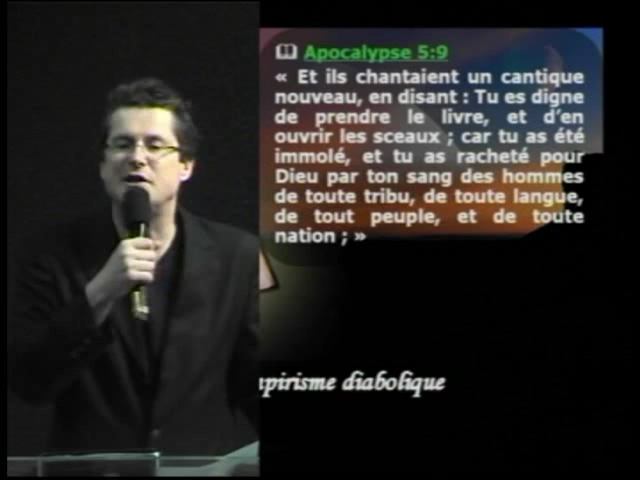 Apocalypse 5:9
« Et ils chantaient un cantique
nouveau, en disant : Tu es digne
de prendre le livre, et d'en
ouvrir les sceaux ; car tu as été
immolé, et tu as racheté pour
Dieu par ton sang des hommes
de toute tribu, de toute langue,
de tout peuple, et de toute
nation ; »
diabolique